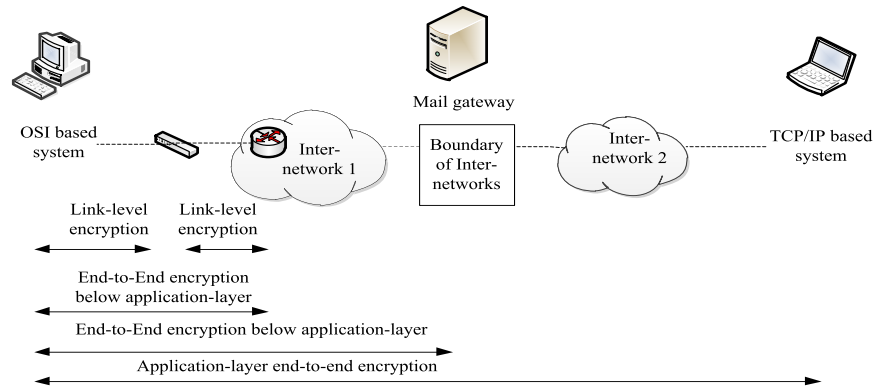 Mail gateway
OSI based
system
Inter-
network 1
Boundary
of Inter-
networks
Inter-
network 2
TCP/IP based
system
Link-level
encryption
Link-level
encryption
End-to-End encryption
below application-layer
End-to-End encryption below application-layer
Application-layer end-to-end encryption